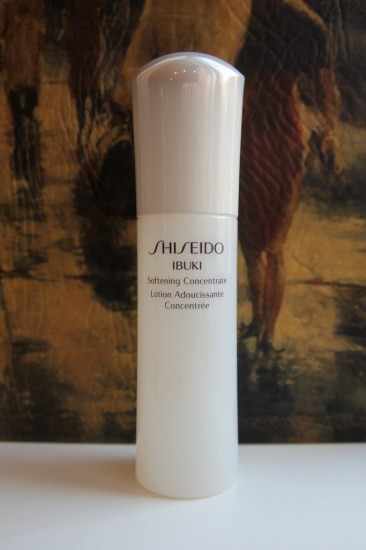 SHISEIDO
IBUKI
Softening Concentrate
Lotion Adoucissante
Concentrée